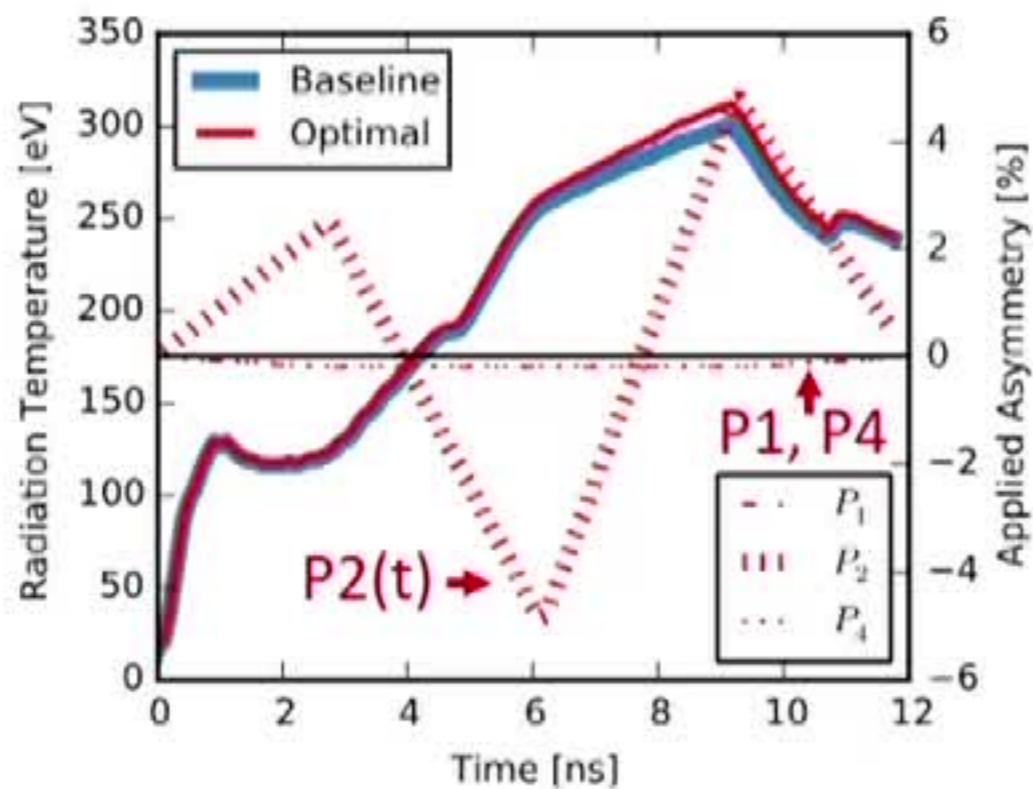 350
300
250
200
150
100
50
0
Radiation Temperature [eV]
Baseline
Optimal
6
4
2
0
−2
−4
−6
Applied Asymmetry [%]
P1, P4
P2(t)
P₁
P₂
P₄
0 2 4 6 8 10 12
Time [ns]